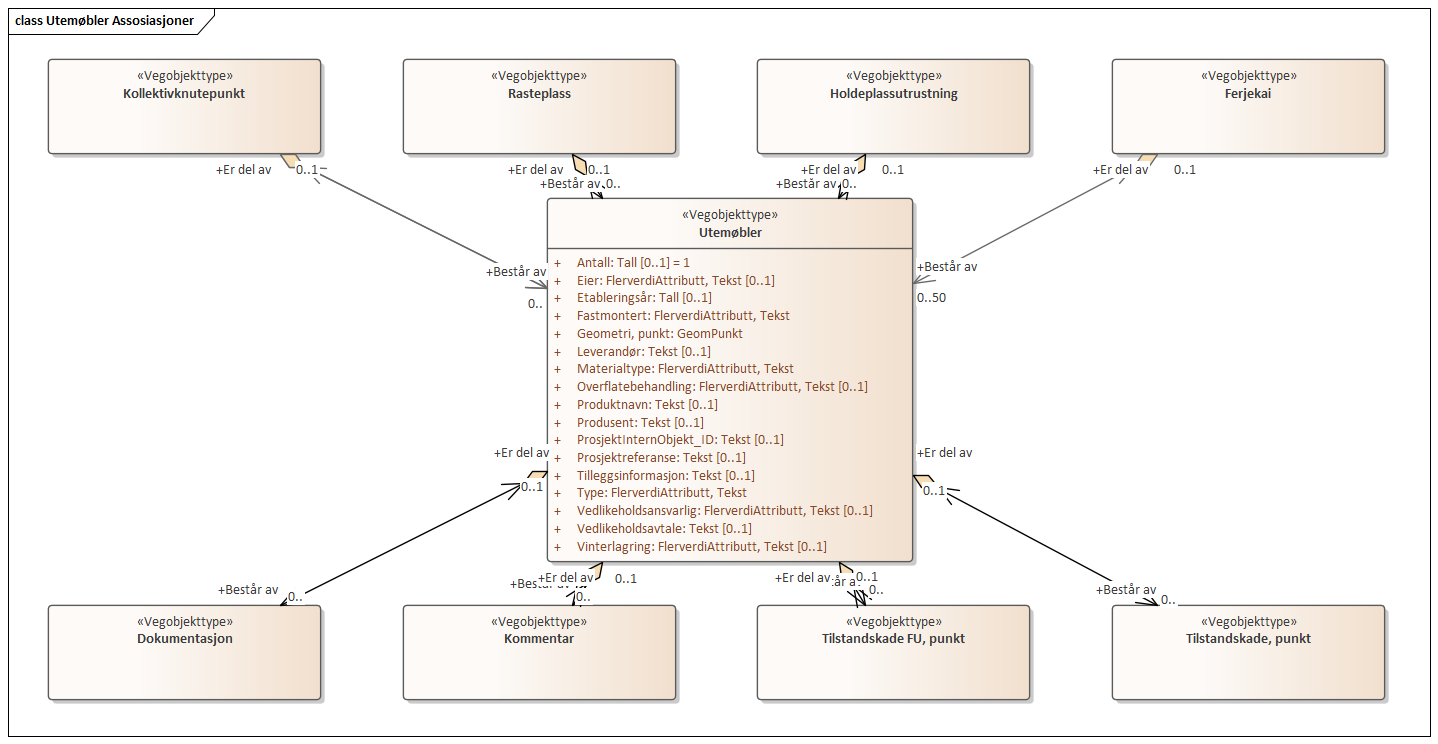 class Utemøbler Assosiasjoner
«Vegobjekttype»
Kollektivknutepunkt
«Vegobjekttype»
Rasteplass
«Vegobjekttype»
Holdeplassutrustning
«Vegobjekttype»
Ferjekai
+Er del av
0..1
+Er del av
0..1
+Er del av
0..1
+Er del av
0..1
+Består av
0..
+Består av
0..
«Vegobjekttype»
Utemøbler
+Består av
0..
+Består av
0..50
+ Antall: Tall [0..1] = 1
+ Eier: FlerverdiAttributt, Tekst [0..1]
+ Etableringsår: Tall [0..1]
+ Fastmontert: FlerverdiAttributt, Tekst
+ Geometri, punkt: GeomPunkt
+ Leverandør: Tekst [0..1]
+ Materialtype: FlerverdiAttributt, Tekst
+ Overflatebehandling: FlerverdiAttributt, Tekst [0..1]
+ Produktnavn: Tekst [0..1]
+ Produsent: Tekst [0..1]
+ ProsjektInternObjekt_ID: Tekst [0..1]
+ Prosjektreferanse: Tekst [0..1]
+ Tilleggsinformasjon: Tekst [0..1]
+ Type: FlerverdiAttributt, Tekst
+ Vedlikeholdsansvarlig: FlerverdiAttributt, Tekst [0..1]
+ Vedlikeholdsavtale: Tekst [0..1]
+ Vinterlagring: FlerverdiAttributt, Tekst [0..1]
+Er del av
0..1
+Er del av
0..1
+Består av
0..
+Er del av
0..1
0..
+Er del av
0..1
0..
+Består av
0..
«Vegobjekttype»
Dokumentasjon
«Vegobjekttype»
Kommentar
«Vegobjekttype»
Tilstandskade FU, punkt
«Vegobjekttype»
Tilstandskade, punkt